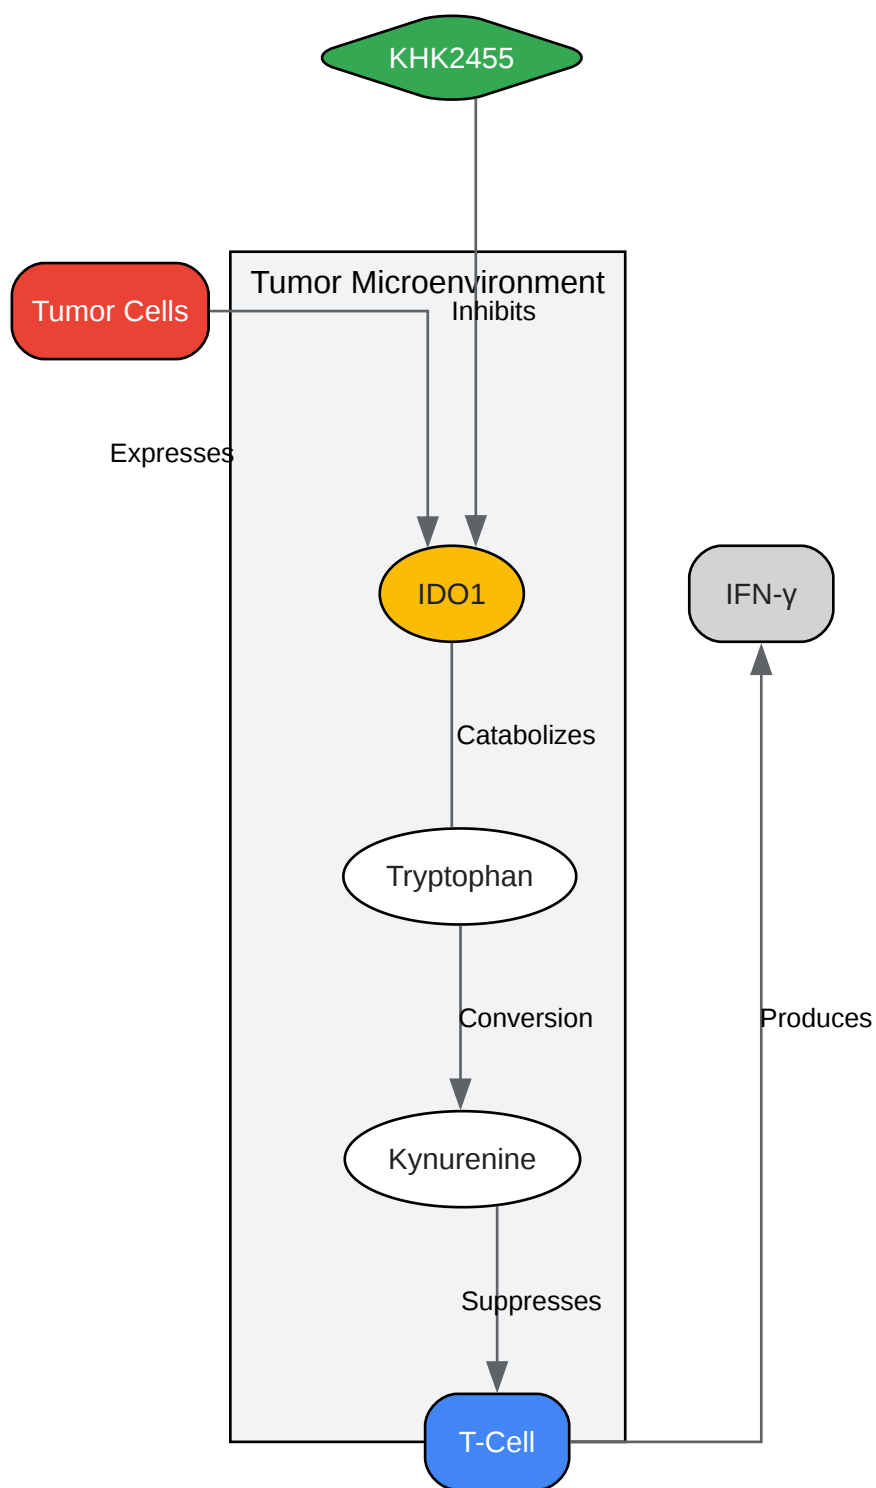 KHK2455
Tumor Microenvironment
Tumor Cells
Inhibits
Expresses
IDO1
IFN-γ
Catabolizes
Tryptophan
Conversion
Produces
Kynurenine
Suppresses
T-Cell